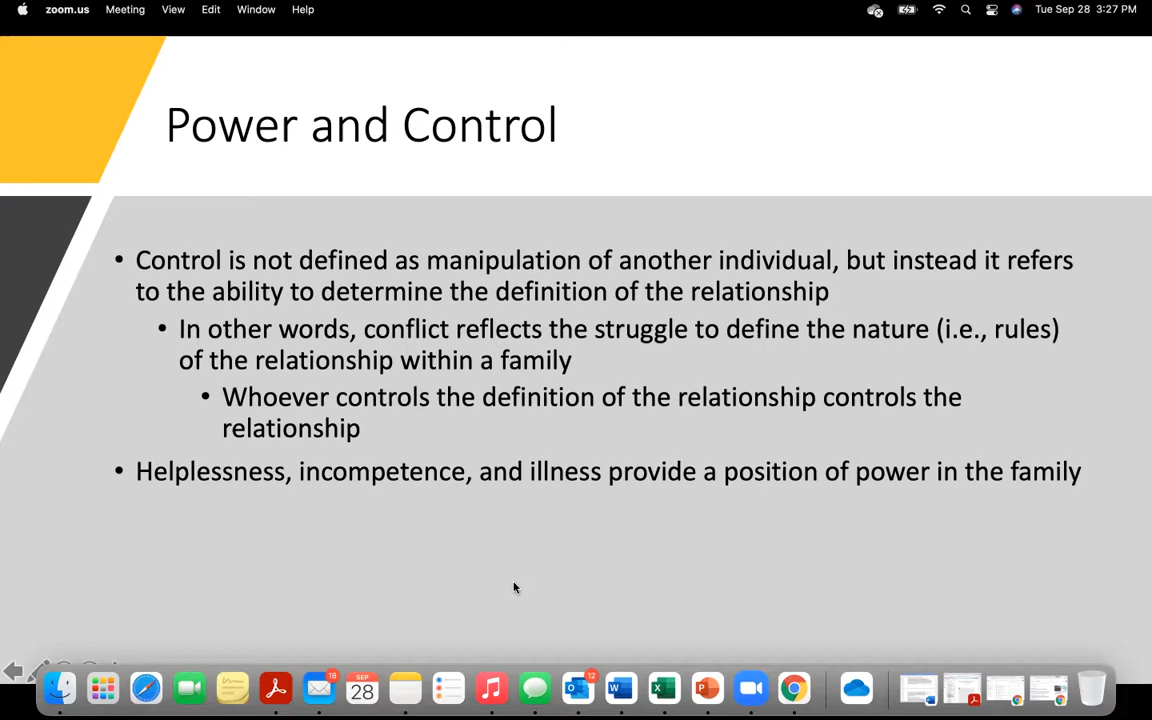 zoom.us Meeting View Edit Window Help Tue Sep 28 3:27 PM
Power and Control
• Control is not defined as manipulation of another individual, but instead it refers
to the ability to determine the definition of the relationship
• In other words, conflict reflects the struggle to define the nature (i.e., rules)
of the relationship within a family
• Whoever controls the definition of the relationship controls the
relationship
• Helplessness, incompetence, and illness provide a position of power in the family
18
SEP
28
12